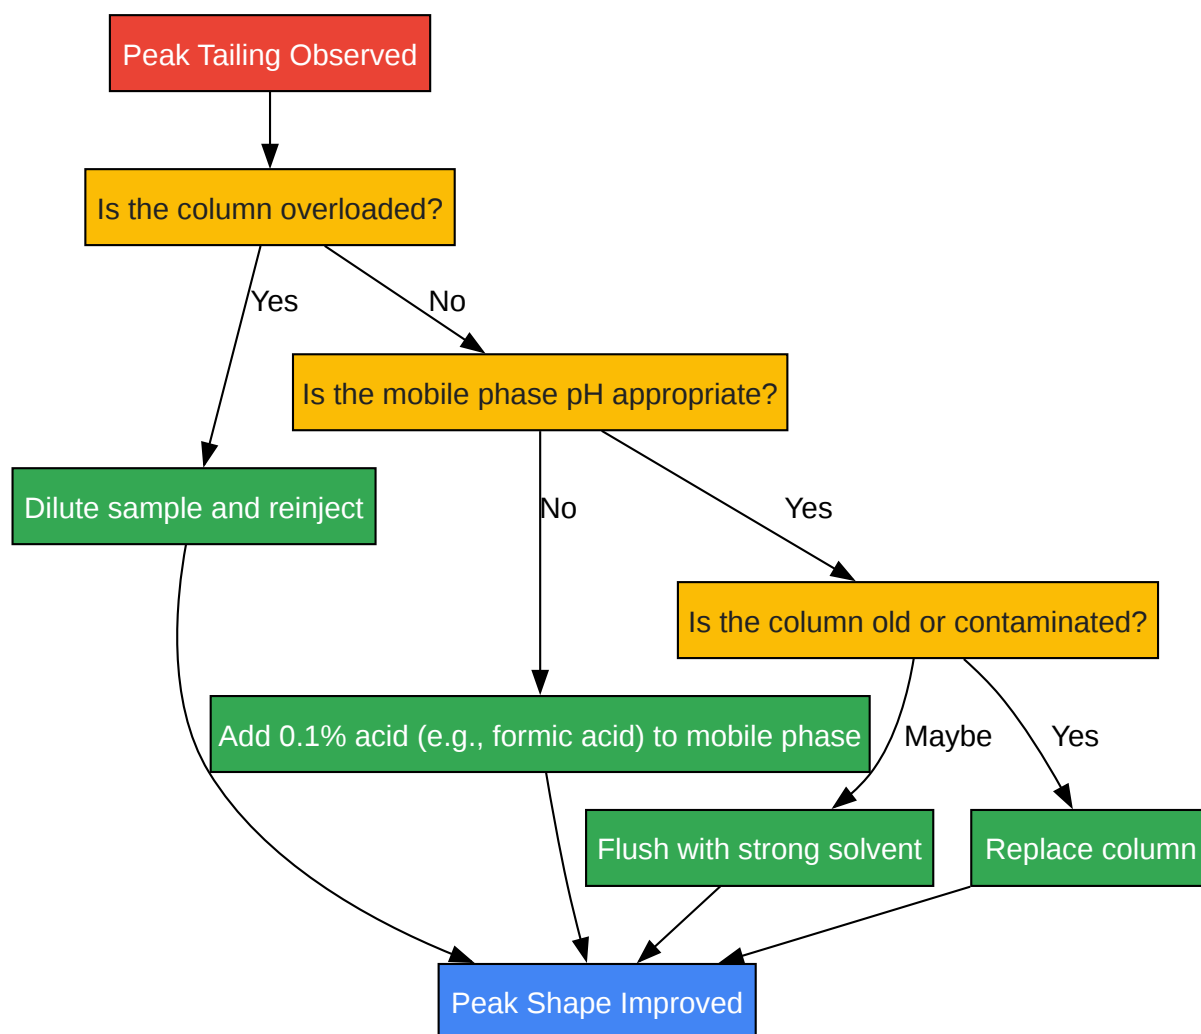 Peak Tailing Observed
Is the column overloaded?
Yes
No
Is the mobile phase pH appropriate?
Dilute sample and reinject
No
Yes
Is the column old or contaminated?
Add 0.1% acid (e.g., formic acid) to mobile phase
Maybe
Yes
Flush with strong solvent
Replace column
Peak Shape Improved